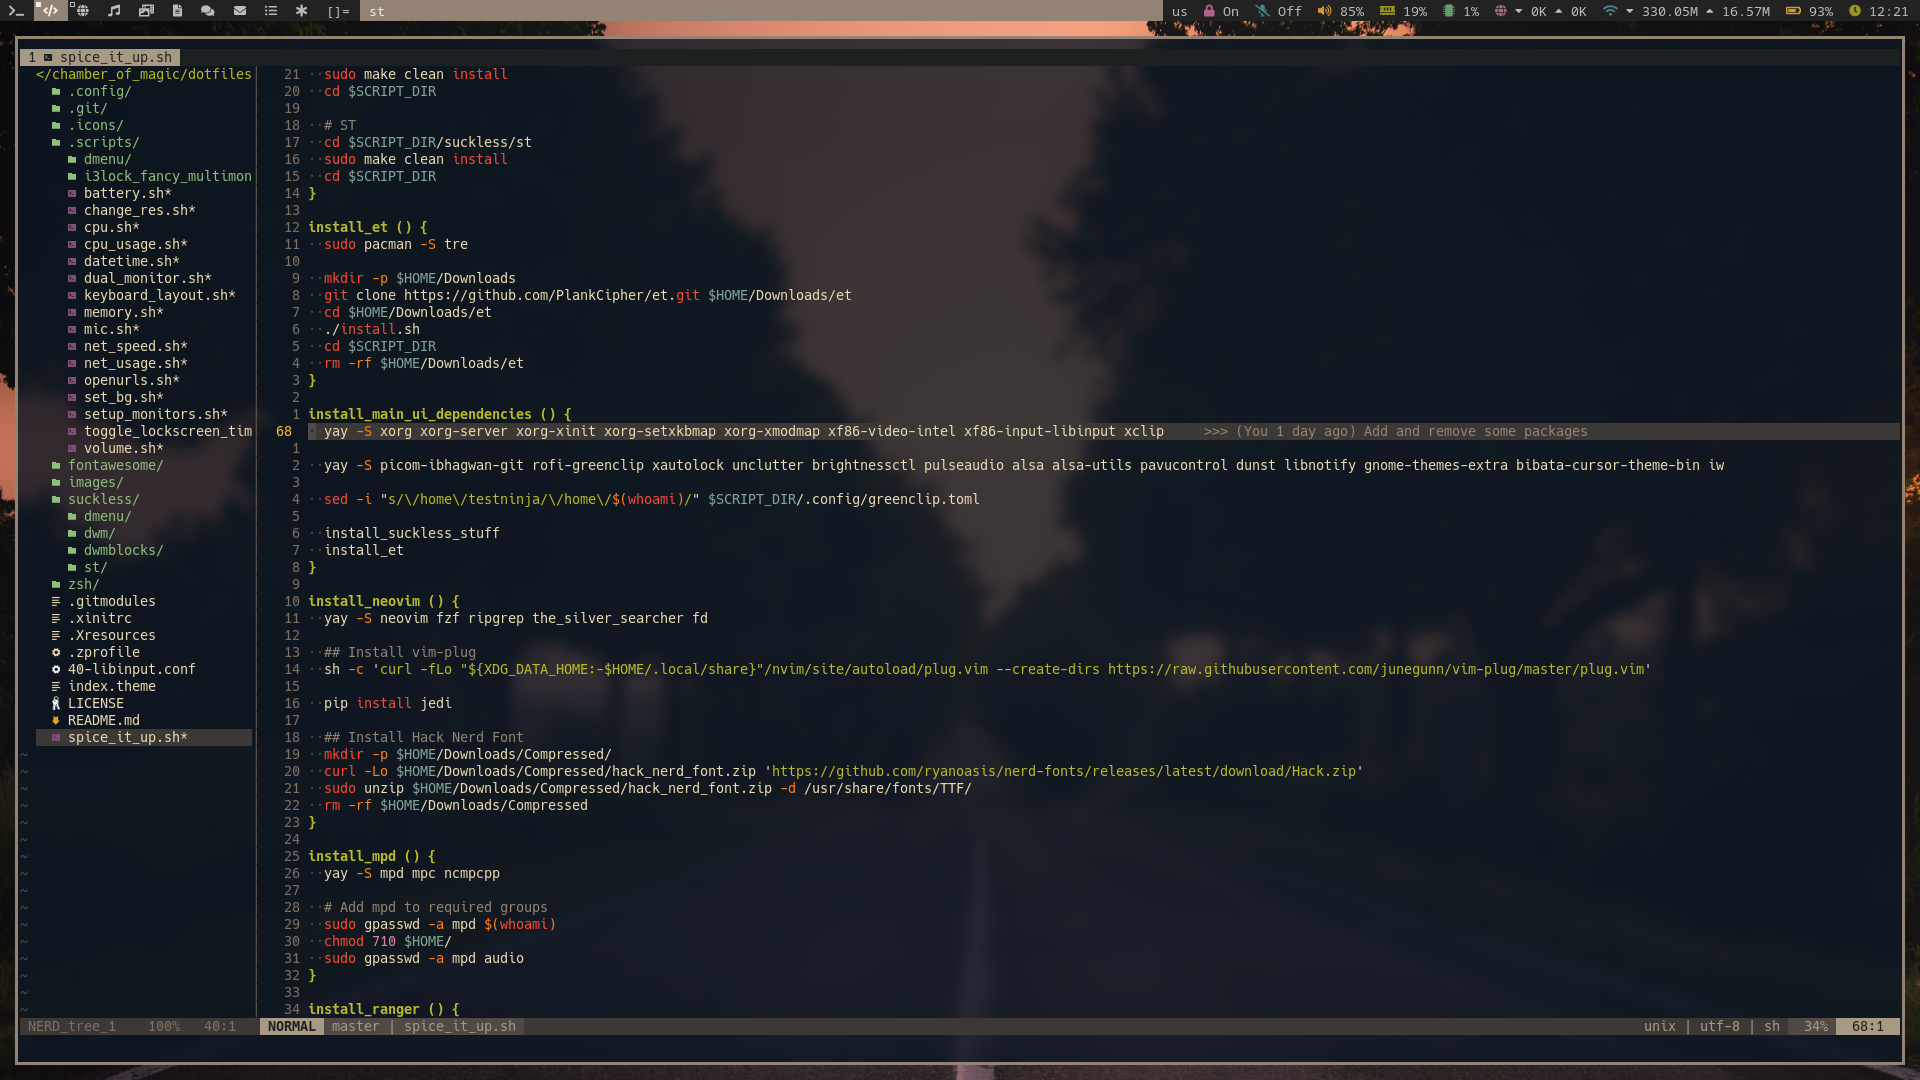 []= st us On Off 85% 19% 1% 0K 0K 330.05M 16.57M 93% 12:21
1 spice_it_up.sh
</chamber_of_magic/dotfiles
.config/
.git/
.icons/
.scripts/
dmenu/
i3lock_fancy_multimon
battery.sh*
change_res.sh*
cpu.sh*
cpu_usage.sh*
datetime.sh*
dual_monitor.sh*
keyboard_layout.sh*
memory.sh*
mic.sh*
net_speed.sh*
net_usage.sh*
openurls.sh*
set_bg.sh*
setup_monitors.sh*
toggle_lockscreen_tim
volume.sh*
fontawesome/
images/
suckless/
dmenu/
dwm/
dwmblocks/
st/
zsh/
.gitmodules
.xinitrc
.Xresources
.zprofile
40-libinput.conf
index.theme
LICENSE
README.md
spice_it_up.sh*
21 ··sudo make clean install
20 ··cd $SCRIPT_DIR
19
18 ··# ST
17 ··cd $SCRIPT_DIR/suckless/st
16 ··sudo make clean install
15 ··cd $SCRIPT_DIR
14 }
13
12 install_et () {
11 ··sudo pacman -S tre
10
9 ··mkdir -p $HOME/Downloads
8 ··git clone https://github.com/PlankCipher/et.git $HOME/Downloads/et
7 ··cd $HOME/Downloads/et
6 ··./install.sh
5 ··cd $SCRIPT_DIR
4 ··rm -rf $HOME/Downloads/et
3 }
2
1 install_main_ui_dependencies () {
68 ··yay -S xorg xorg-server xorg-xinit xorg-setxkbmap xorg-xmodmap xf86-video-intel xf86-input-libinput xclip >>> (You 1 day ago) Add and remove some packages
1
2 ··yay -S picom-ibhagwan-git rofi-greenclip xautolock unclutter brightnessctl pulseaudio alsa alsa-utils pavucontrol dunst libnotify gnome-themes-extra bibata-cursor-theme-bin iw
3
4 ··sed -i "s/\/home\/testninja/\/home\/$(whoami)/" $SCRIPT_DIR/.config/greenclip.toml
5
6 ··install_suckless_stuff
7 ··install_et
8 }
9
10 install_neovim () {
11 ··yay -S neovim fzf ripgrep the_silver_searcher fd
12
13 ··## Install vim-plug
14 ··sh -c 'curl -fLo "${XDG_DATA_HOME:-$HOME/.local/share}"/nvim/site/autoload/plug.vim --create-dirs https://raw.githubusercontent.com/junegunn/vim-plug/master/plug.vim'
15
16 ··pip install jedi
17
18 ··## Install Hack Nerd Font
19 ··mkdir -p $HOME/Downloads/Compressed/
20 ··curl -Lo $HOME/Downloads/Compressed/hack_nerd_font.zip 'https://github.com/ryanoasis/nerd-fonts/releases/latest/download/Hack.zip'
21 ··sudo unzip $HOME/Downloads/Compressed/hack_nerd_font.zip -d /usr/share/fonts/TTF/
22 ··rm -rf $HOME/Downloads/Compressed
23 }
24
25 install_mpd () {
26 ··yay -S mpd mpc ncmpcpp
27
28 ··# Add mpd to required groups
29 ··sudo gpasswd -a mpd $(whoami)
30 ··chmod 710 $HOME/
31 ··sudo gpasswd -a mpd audio
32 }
33
34 install_ranger () {
NERD_tree_1 100% 40:1 NORMAL master | spice_it_up.sh unix | utf-8 | sh 34% 68:1